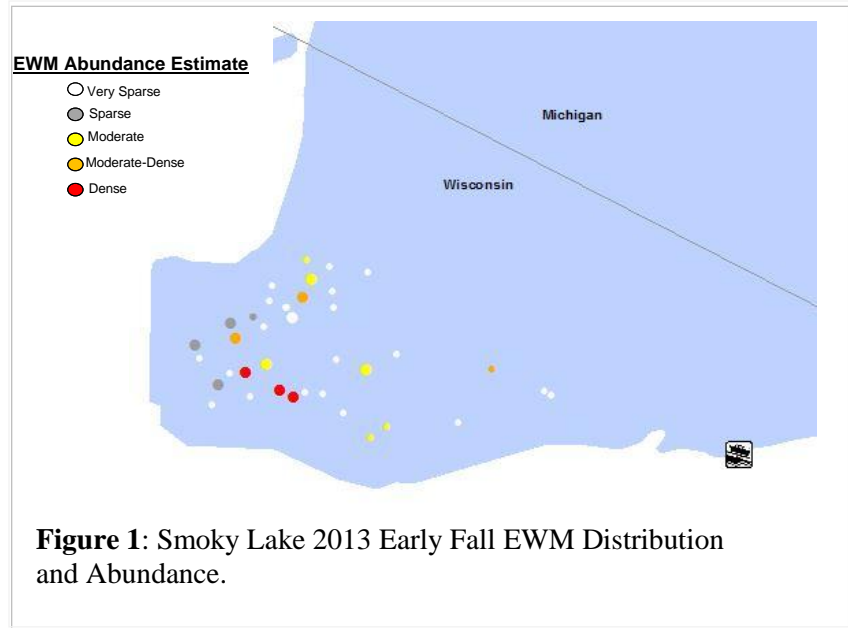 EWM Abundance Estimate
Very Sparse
Sparse
Moderate
Moderate-Dense
Dense
Michigan
Wisconsin
Figure 1: Smoky Lake 2013 Early Fall EWM Distribution
and Abundance.